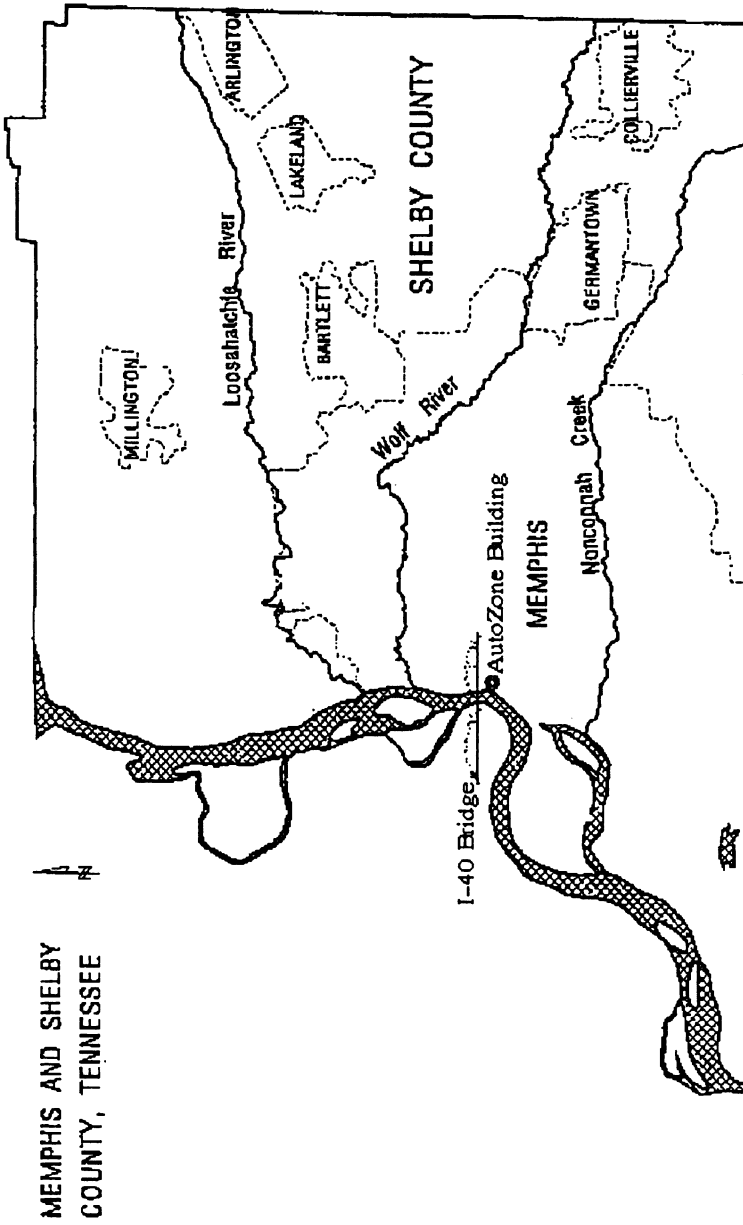 MEMPHIS AND SHELBY
COUNTY, TENNESSEE
N
MILLINGTON
ARLINGTON
LAKELAND
Loosahatchie River
BARTLETT
SHELBY COUNTY
Wolf River
COLLIERVILLE
GERMANTOWN
I-40 Bridge
AutoZone Building
MEMPHIS
Nonconnah Creek